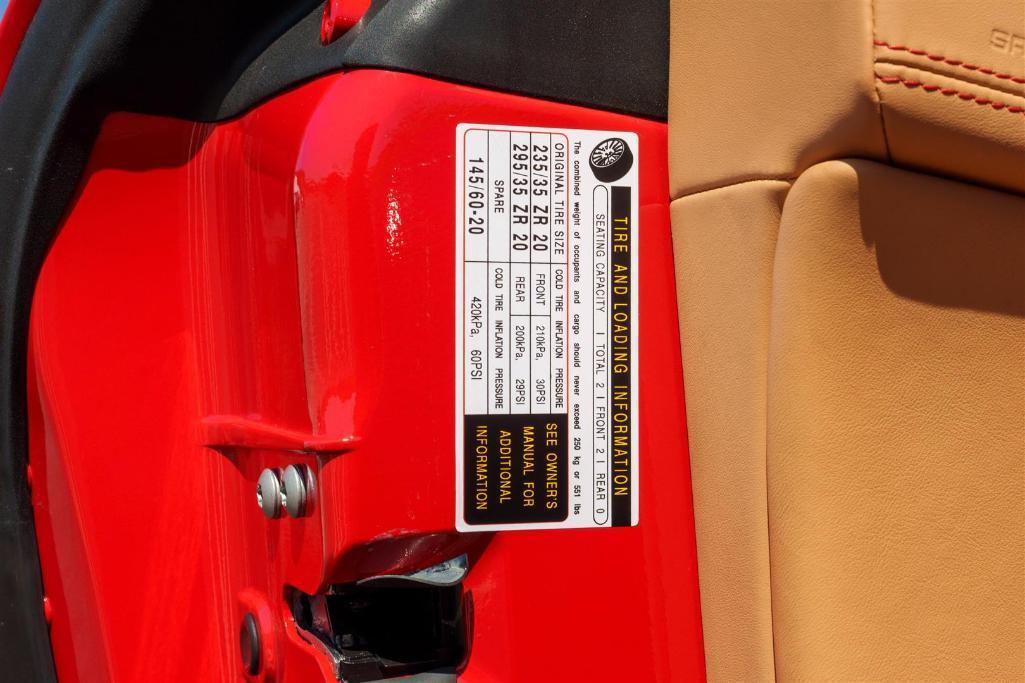 TIRE AND LOADING INFORMATION
SEATING CAPACITY | TOTAL 2 | FRONT 2 | REAR 0
The combined weight of occupants and cargo should never exceed 250 kg or 551 lbs
ORIGINAL TIRE SIZE COLD TIRE INFLATION PRESSURE
235/35 ZR 20 FRONT 210kPa, 30PSI
295/35 ZR 20 REAR 200kPa, 29PSI
SPARE COLD TIRE INFLATION PRESSURE
145/60-20 420kPa, 60PSI
SEE OWNER'S
MANUAL FOR
ADDITIONAL
INFORMATION